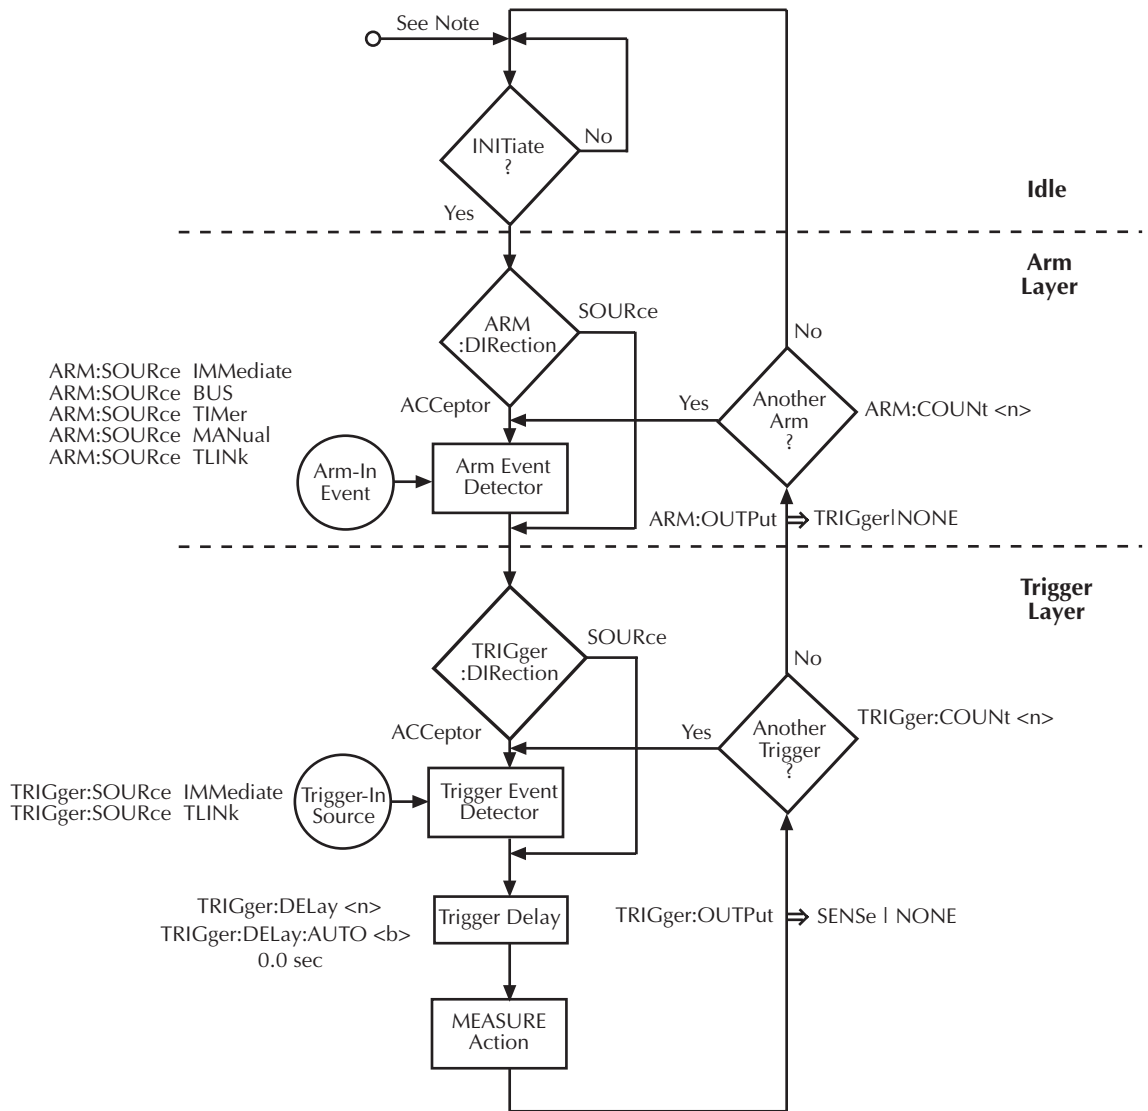 See Note
INITiate
?
No
Yes
Idle
Arm
Layer
ARM
:DIRection
SOURce
No
ARM:SOURce IMMediate
ARM:SOURce BUS
ARM:SOURce TIMer
ARM:SOURce MANual
ARM:SOURce TLINk
ACCeptor
Yes
Another
Arm
?
ARM:COUNt <n>
Arm-In
Event
Arm Event
Detector
ARM:OUTPut
TRIGger|NONE
Trigger
Layer
TRIGger
:DIRection
SOURce
No
ACCeptor
Yes
Another
Trigger
?
TRIGger:COUNt <n>
TRIGger:SOURce IMMediate
TRIGger:SOURce TLINk
Trigger-In
Source
Trigger Event
Detector
TRIGger:DELay <n>
TRIGger:DELay:AUTO <b>
0.0 sec
Trigger Delay
TRIGger:OUTPut
SENSe | NONE
MEASURE
Action